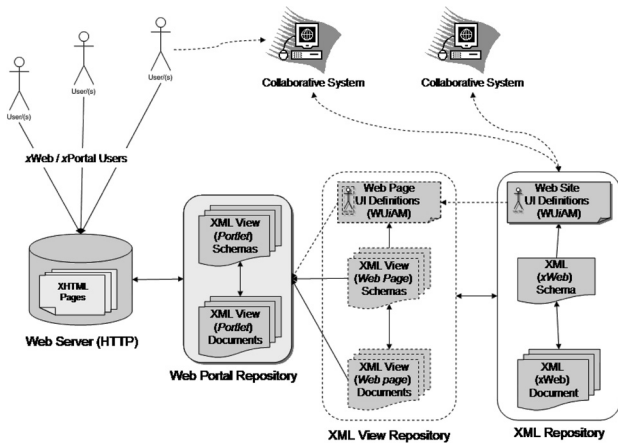 User/(s)
User/(s)
User/(s)
Collaborative System
Collaborative System
xWeb / xPortal Users
XHTML
Pages
Web Server (HTTP)
XML View
(Portlet)
Schemas
XML View
(Portlet)
Documents
Web Portal Repository
Web Page
UI Definitions
(WUiAM)
XML View
(Web Page)
Schemas
XML View
(Web page)
Documents
XML View Repository
Web Site
UI Definitions
(WUiAM)
XML
(xWeb)
Schema
XML
(xWeb)
Document
XML Repository